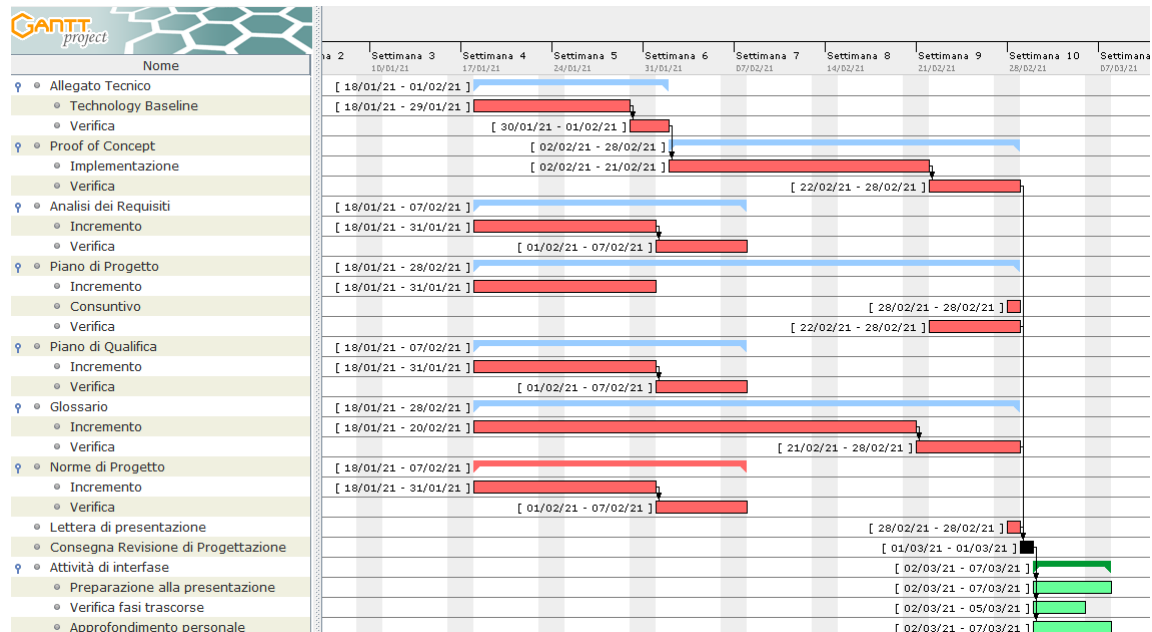 GANTT
project
Nome
na 2 Settimana 3 Settimana 4 Settimana 5 Settimana 6 Settimana 7 Settimana 8 Settimana 9 Settimana 10 Settimana
10/01/21 17/01/21 24/01/21 31/01/21 07/02/21 14/02/21 21/02/21 28/02/21 07/03/21
Allegato Tecnico [ 18/01/21 - 01/02/21 ]
Technology Baseline [ 18/01/21 - 29/01/21 ]
Verifica [ 30/01/21 - 01/02/21 ]
Proof of Concept [ 02/02/21 - 28/02/21 ]
Implementazione [ 02/02/21 - 21/02/21 ]
Verifica [ 22/02/21 - 28/02/21 ]
Analisi dei Requisiti [ 18/01/21 - 07/02/21 ]
Incremento [ 18/01/21 - 31/01/21 ]
Verifica [ 01/02/21 - 07/02/21 ]
Piano di Progetto [ 18/01/21 - 28/02/21 ]
Incremento [ 18/01/21 - 31/01/21 ]
Consuntivo [ 28/02/21 - 28/02/21 ]
Verifica [ 22/02/21 - 28/02/21 ]
Piano di Qualifica [ 18/01/21 - 07/02/21 ]
Incremento [ 18/01/21 - 31/01/21 ]
Verifica [ 01/02/21 - 07/02/21 ]
Glossario [ 18/01/21 - 28/02/21 ]
Incremento [ 18/01/21 - 20/02/21 ]
Verifica [ 21/02/21 - 28/02/21 ]
Norme di Progetto [ 18/01/21 - 07/02/21 ]
Incremento [ 18/01/21 - 31/01/21 ]
Verifica [ 01/02/21 - 07/02/21 ]
Lettera di presentazione [ 28/02/21 - 28/02/21 ]
Consegna Revisione di Progettazione [ 01/03/21 - 01/03/21 ]
Attività di interfase [ 02/03/21 - 07/03/21 ]
Preparazione alla presentazione [ 02/03/21 - 07/03/21 ]
Verifica fasi trascorse [ 02/03/21 - 05/03/21 ]
Approfondimento personale [ 02/03/21 - 07/03/21 ]